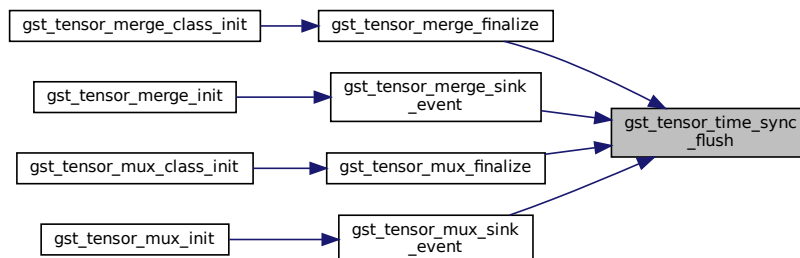 gst_tensor_merge_class_init
gst_tensor_merge_finalize
gst_tensor_merge_init
gst_tensor_merge_sink
_event
gst_tensor_time_sync
_flush
gst_tensor_mux_class_init
gst_tensor_mux_finalize
gst_tensor_mux_init
gst_tensor_mux_sink
_event